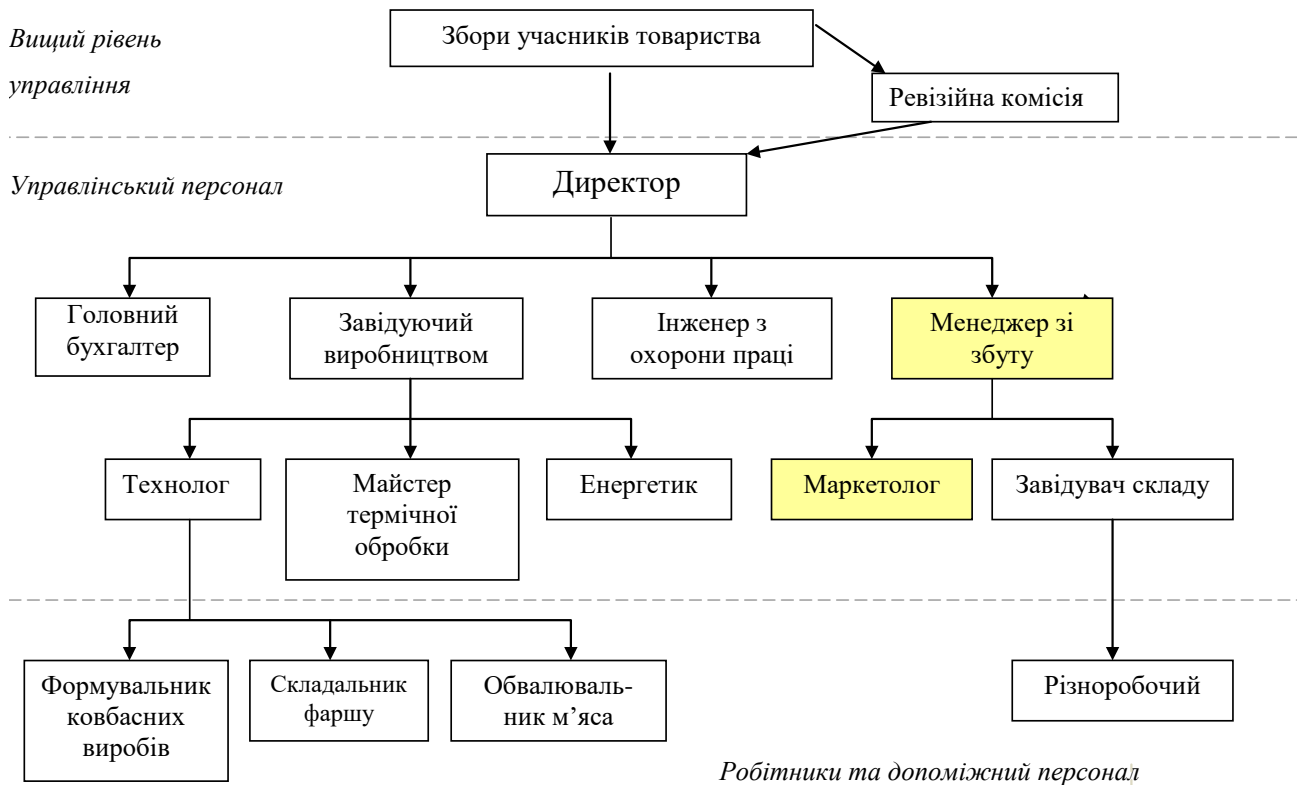 Вищий рівень
управління
Збори учасників товариства
Ревізійна комісія
Управлінський персонал
Директор
Головний
бухгалтер
Завідуючий
виробництвом
Інженер з
охорони праці
Менеджер зі
збуту
Технолог
Майстер
термічної
обробки
Енергетик
Маркетолог
Завідувач складу
Формувальник
ковбасних
виробів
Складальник
фаршу
Обвалюваль-
ник м’яса
Різноробочий
Робітники та допоміжний персонал